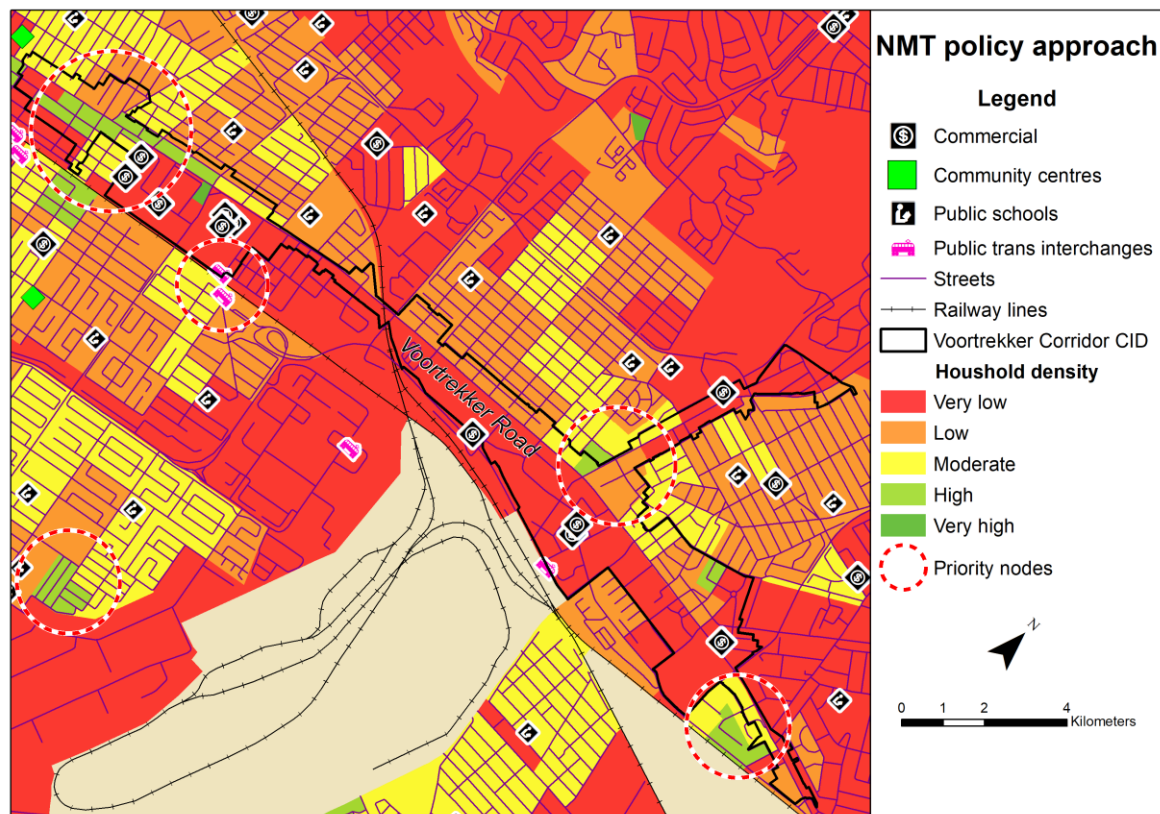 NMT policy approach
Legend
Commercial
Community centres
Public schools
Public trans interchanges
Streets
Railway lines
Voortrekker Corridor CID
Houshold density
Very low
Low
Moderate
High
Very high
Priority nodes
N
0 1 2 4
Kilometers
Voortrekker Road